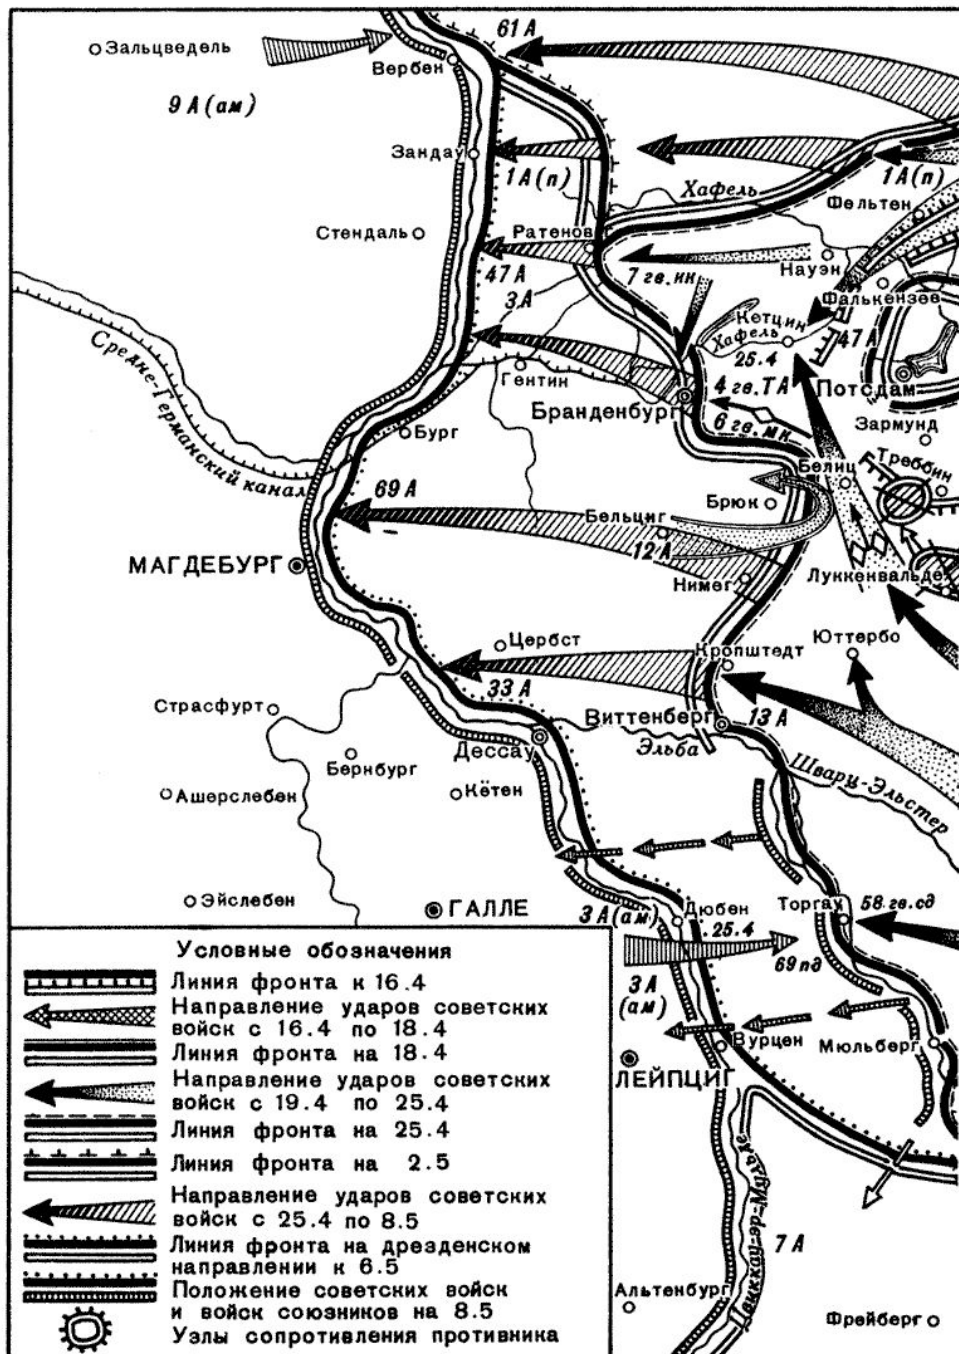 61 А
Зальцведель
Вербен
9 А (ам)
Зандау
1 А (п)
1 А (п)
Хафель
Фельтен
Стендаль
Ратенов
Науэн
47 А
7 гв. мк
3 А
Фалькензее
Кетцин
Хафель
25.4
47 А
Средне-Германский канал
Гентин
4 гв. ТА
Потсдам
Бранденбург
Бург
6 гв. мк
Зармунд
Белиц
Треббин
69 А
Брюк
Бельциг
12 А
МАГДЕБУРГ
Нимег
Луккенвальде
Цербст
Ютербо
Кропштедт
33 А
Страсфурт
Виттенберг
13 А
Дессау
Эльба
Бернбург
Шварц-Эльстер
Ашерслебен
Кётен
Эйслебен
ГАЛЛЕ
3 А (ам)
Дюбен
25.4
Торгау
58 гв. сд
69 пд
3 А
(ам)
Вурцен
Мюльберг
ЛЕЙПЦИГ
7 А
Альтенбург
Фрейберг
Условные обозначения
Линия фронта к 16.4
Направление ударов советских
войск с 16.4 по 18.4
Линия фронта на 18.4
Направление ударов советских
войск с 19.4 по 25.4
Линия фронта на 25.4
Линия фронта на 2.5
Направление ударов советских
войск с 25.4 по 8.5
Линия фронта на дрезденском
направлении к 6.5
Положение советских войск
и войск союзников на 8.5
Узлы сопротивления противника